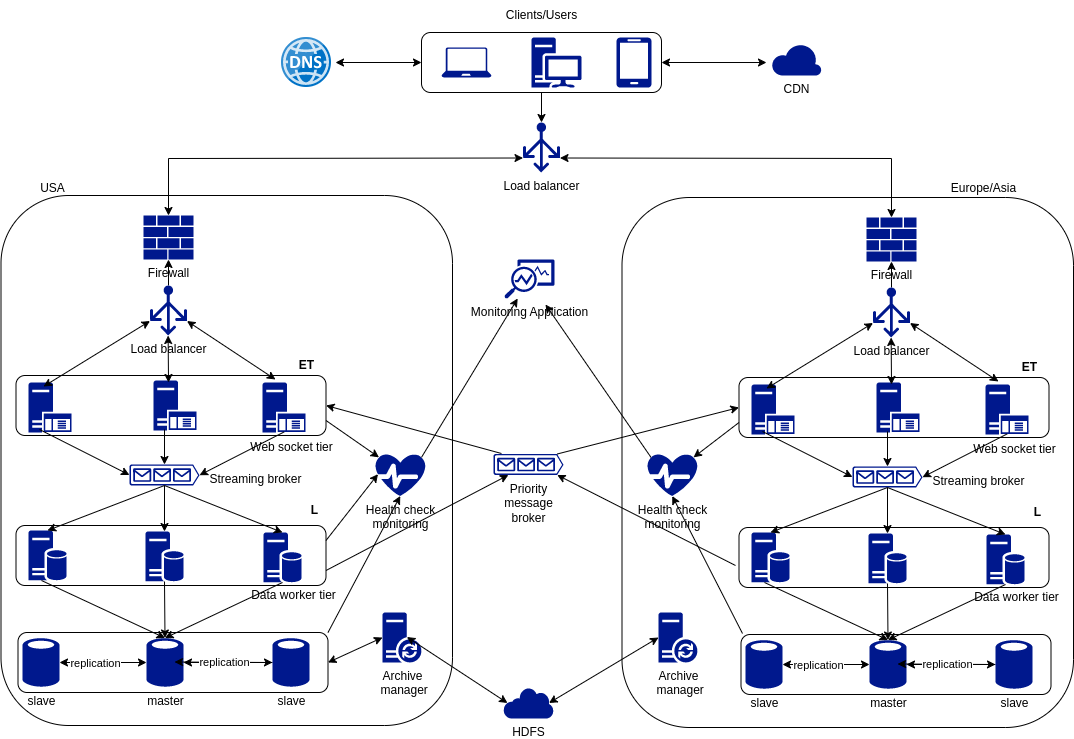 Clients/Users
DNS
CDN
Load balancer
USA
Europe/Asia
Firewall
Firewall
Monitoring Application
Load balancer
Load balancer
ET
ET
Web socket tier
Web socket tier
Streaming broker
Streaming broker
Priority
message
broker
Health check
monitoring
Health check
monitoring
L
L
Data worker tier
Data worker tier
replication
replication
replication
replication
Archive
manager
Archive
manager
slave
master
slave
slave
master
slave
HDFS